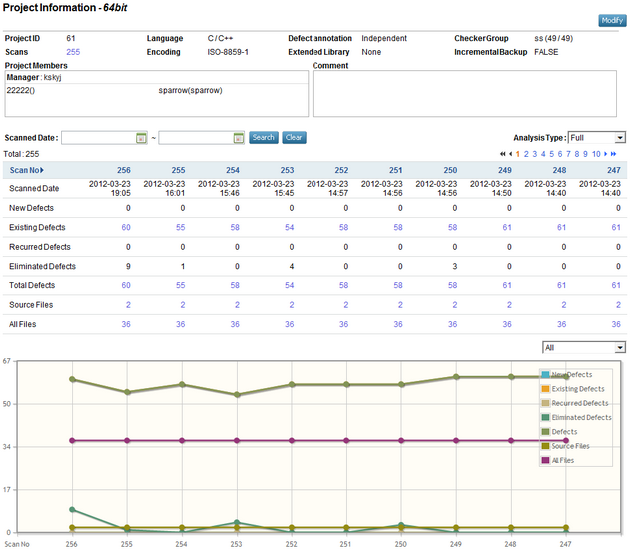 Project Information - 64bit
Modify
Project ID 61 Language C / C++ Defect annotation Independent Checker Group ss (49 / 49)
Scans 255 Encoding ISO-8859-1 Extended Library None Incremental Backup FALSE
Project Members Comment
Manager : kskyj
22222() sparrow(sparrow)
Scanned Date : ~ Search Clear Analysis Type : Full
Total : 255 1 2 3 4 5 6 7 8 9 10
Scan No 256 255 254 253 252 251 250 249 248 247
Scanned Date 2012-03-23 19:05 2012-03-23 16:01 2012-03-23 15:46 2012-03-23 15:45 2012-03-23 14:57 2012-03-23 14:56 2012-03-23 14:56 2012-03-23 14:50 2012-03-23 14:40 2012-03-23 14:40
New Defects 0 0 0 0 0 0 0 0 0 0
Existing Defects 60 55 58 54 58 58 58 61 61 61
Recurred Defects 0 0 0 0 0 0 0 0 0 0
Eliminated Defects 9 1 0 4 0 0 3 0 0 0
Total Defects 60 55 58 54 58 58 58 61 61 61
Source Files 2 2 2 2 2 2 2 2 2 2
All Files 36 36 36 36 36 36 36 36 36 36
All
67
50
34
17
0
New Defects
Existing Defects
Recurred Defects
Eliminated Defects
Defects
Source Files
All Files
Scan No 256 255 254 253 252 251 250 249 248 247